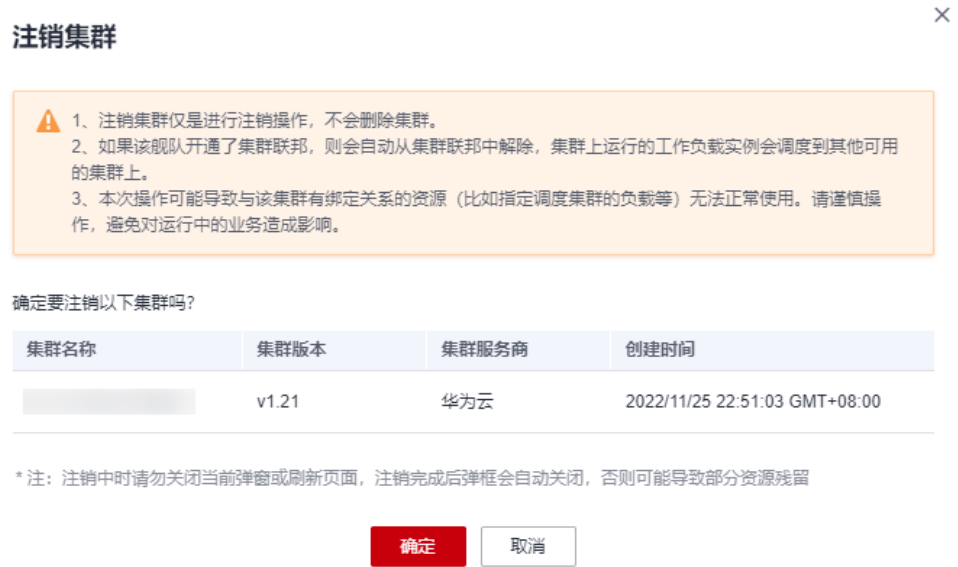 注销集群
1、注销集群仅是进行注销操作，不会删除集群。
2、如果该舰队开通了集群联邦，则会自动从集群联邦中解除，集群上运行的工作负载实例会调度到其他可用
的集群上。
3、本次操作可能导致与该集群有绑定关系的资源（比如指定调度集群的负载等）无法正常使用。请谨慎操
作，避免对运行中的业务造成影响。
确定要注销以下集群吗？
集群名称 集群版本 集群服务商 创建时间
v1.21 华为云 2022/11/25 22:51:03 GMT+08:00
* 注：注销中时请勿关闭当前弹窗或刷新页面，注销完成后弹框会自动关闭，否则可能导致部分资源残留
确定 取消